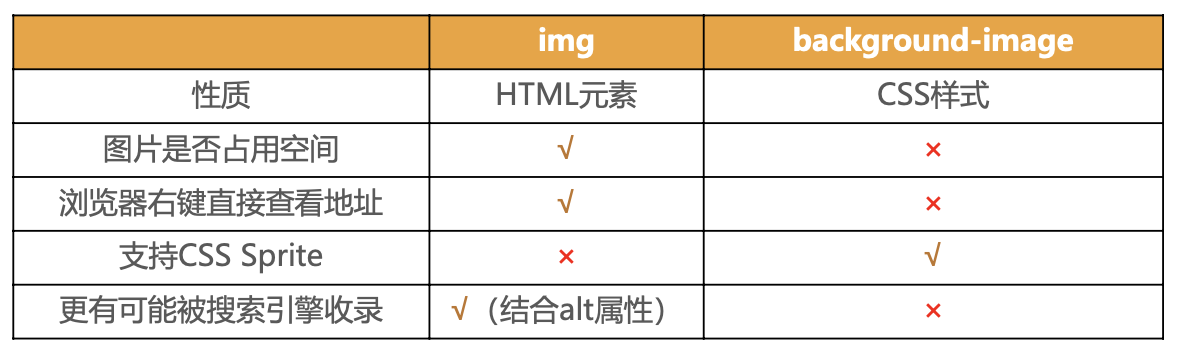 img background-image
性质 HTML元素 CSS样式
图片是否占用空间 √ ×
浏览器右键直接查看地址 √ ×
支持CSS Sprite × √
更有可能被搜索引擎收录 √（结合alt属性） ×